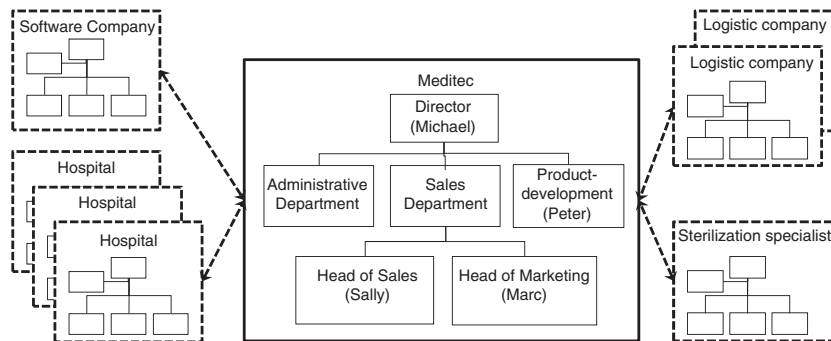 Software Company
Hospital
Hospital
Hospital
Meditec
Director
(Michael)
Administrative
Department
Sales
Department
Product-
development
(Peter)
Head of Sales
(Sally)
Head of Marketing
(Marc)
Logistic company
Logistic company
Sterilization specialist